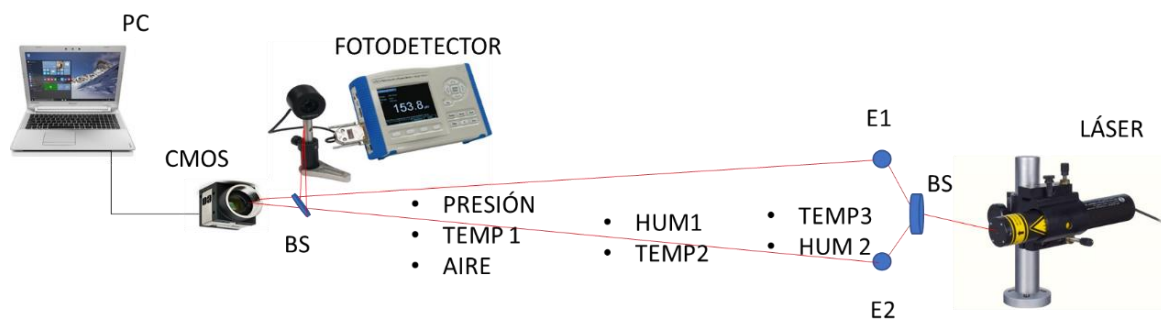 PC
FOTODETECTOR
153.8
CMOS
BS
• PRESIÓN
• TEMP 1
• AIRE
• HUM1
• TEMP2
• TEMP3
• HUM 2
E1
BS
E2
LÁSER